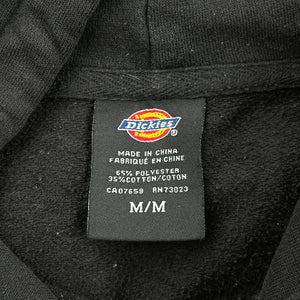 Dickies
®
MADE IN CHINA
FABRIQUÉ EN CHINE
65% POLYESTER
35% COTTON/COTON
CA07658 RN73023
M/M